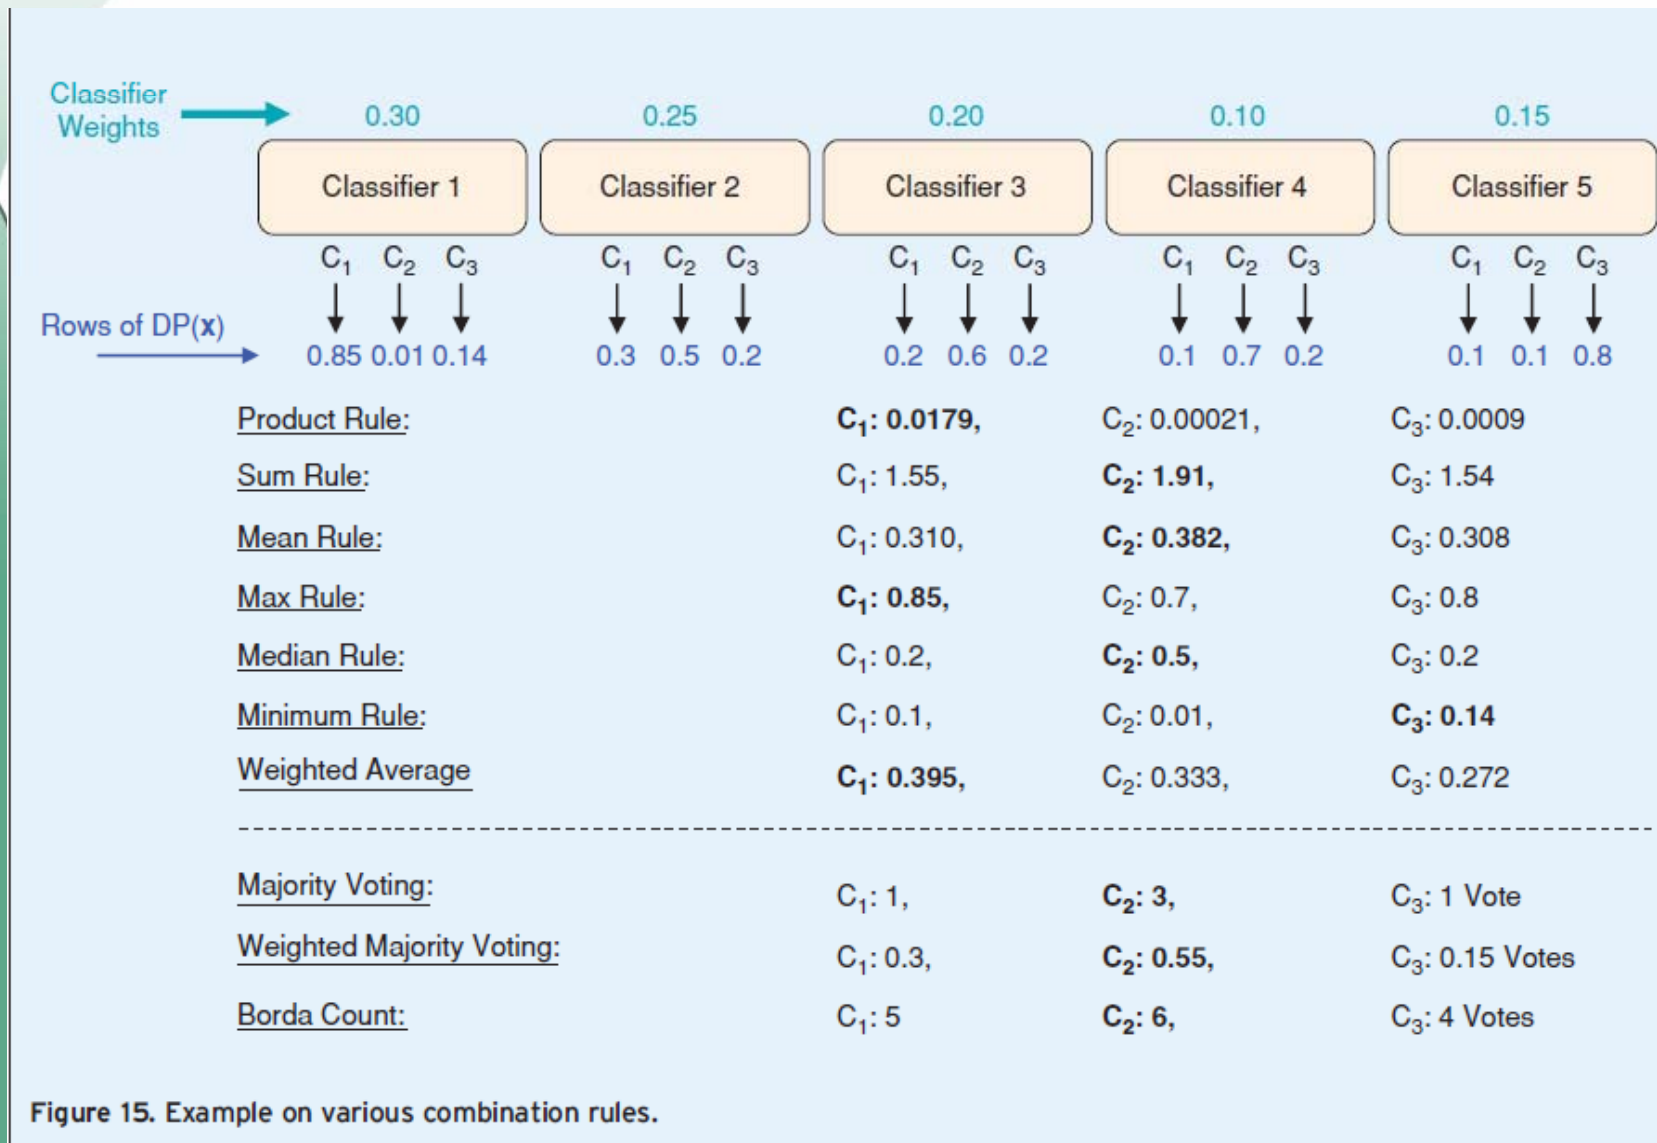 Classifier
Weights
0.30 0.25 0.20 0.10 0.15
Classifier 1 Classifier 2 Classifier 3 Classifier 4 Classifier 5
C₁ C₂ C₃ C₁ C₂ C₃ C₁ C₂ C₃ C₁ C₂ C₃ C₁ C₂ C₃
Rows of DP(x)
0.85 0.01 0.14 0.3 0.5 0.2 0.2 0.6 0.2 0.1 0.7 0.2 0.1 0.1 0.8
Product Rule: C₁: 0.0179, C₂: 0.00021, C₃: 0.0009
Sum Rule: C₁: 1.55, C₂: 1.91, C₃: 1.54
Mean Rule: C₁: 0.310, C₂: 0.382, C₃: 0.308
Max Rule: C₁: 0.85, C₂: 0.7, C₃: 0.8
Median Rule: C₁: 0.2, C₂: 0.5, C₃: 0.2
Minimum Rule: C₁: 0.1, C₂: 0.01, C₃: 0.14
Weighted Average C₁: 0.395, C₂: 0.333, C₃: 0.272
Majority Voting: C₁: 1, C₂: 3, C₃: 1 Vote
Weighted Majority Voting: C₁: 0.3, C₂: 0.55, C₃: 0.15 Votes
Borda Count: C₁: 5 C₂: 6, C₃: 4 Votes
Figure 15. Example on various combination rules.